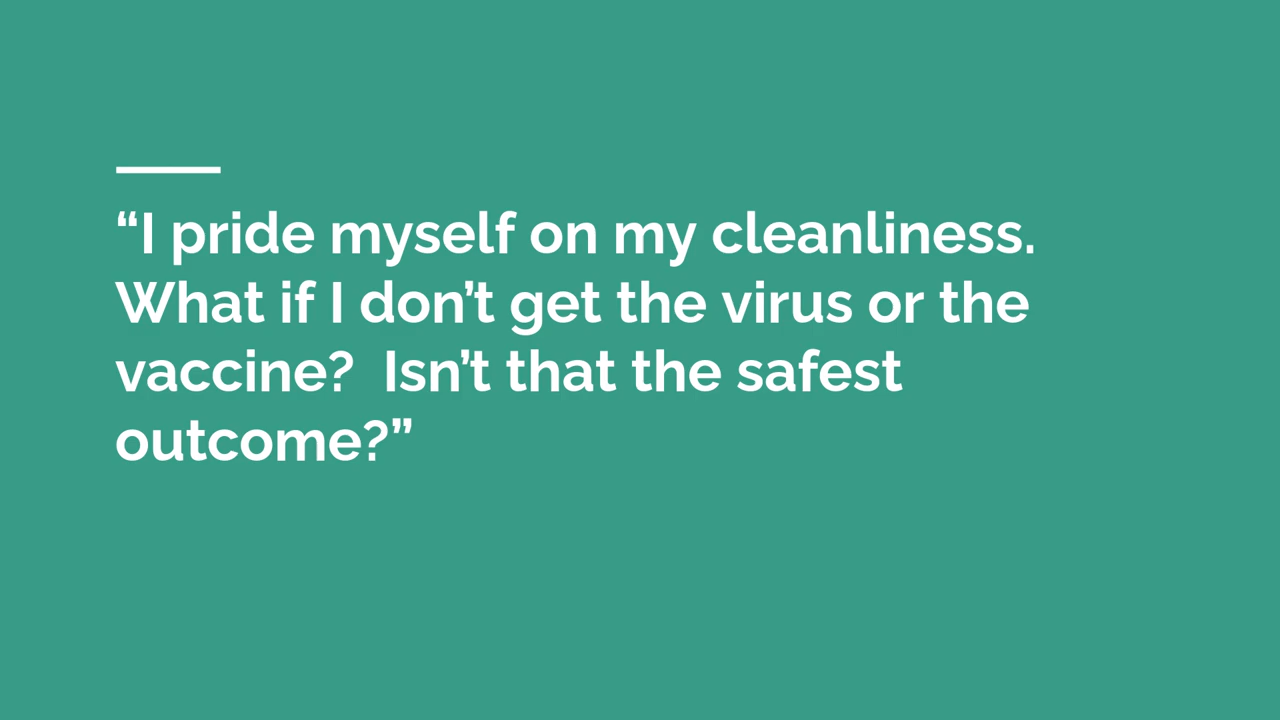 “I pride myself on my cleanliness.
What if I don’t get the virus or the
vaccine?  Isn’t that the safest
outcome?”